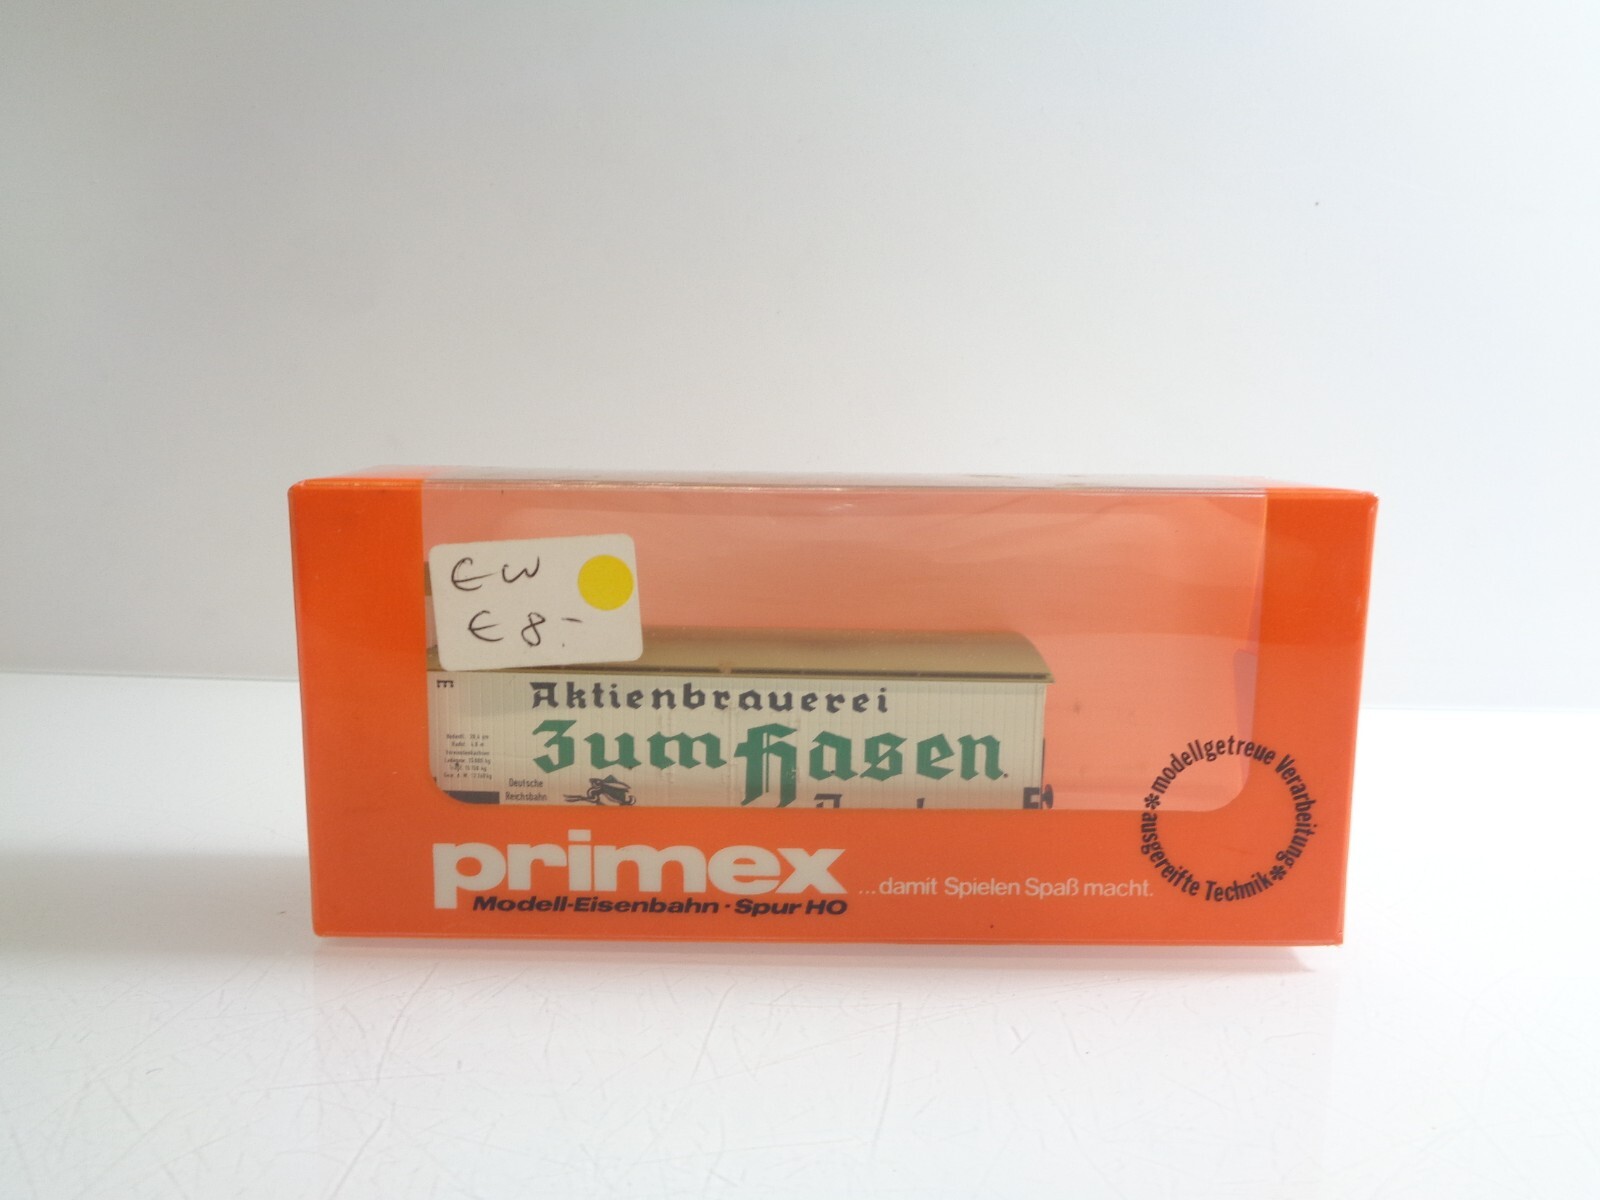 € W
€ 8.-
Aktienbrauerei
Zum Hasen
Deutsche
Reichsbahn
primex
Modell-Eisenbahn · Spur HO
...damit Spielen Spaß macht.
*modellgetreue Verarbeitung*
ausgereifte Technik